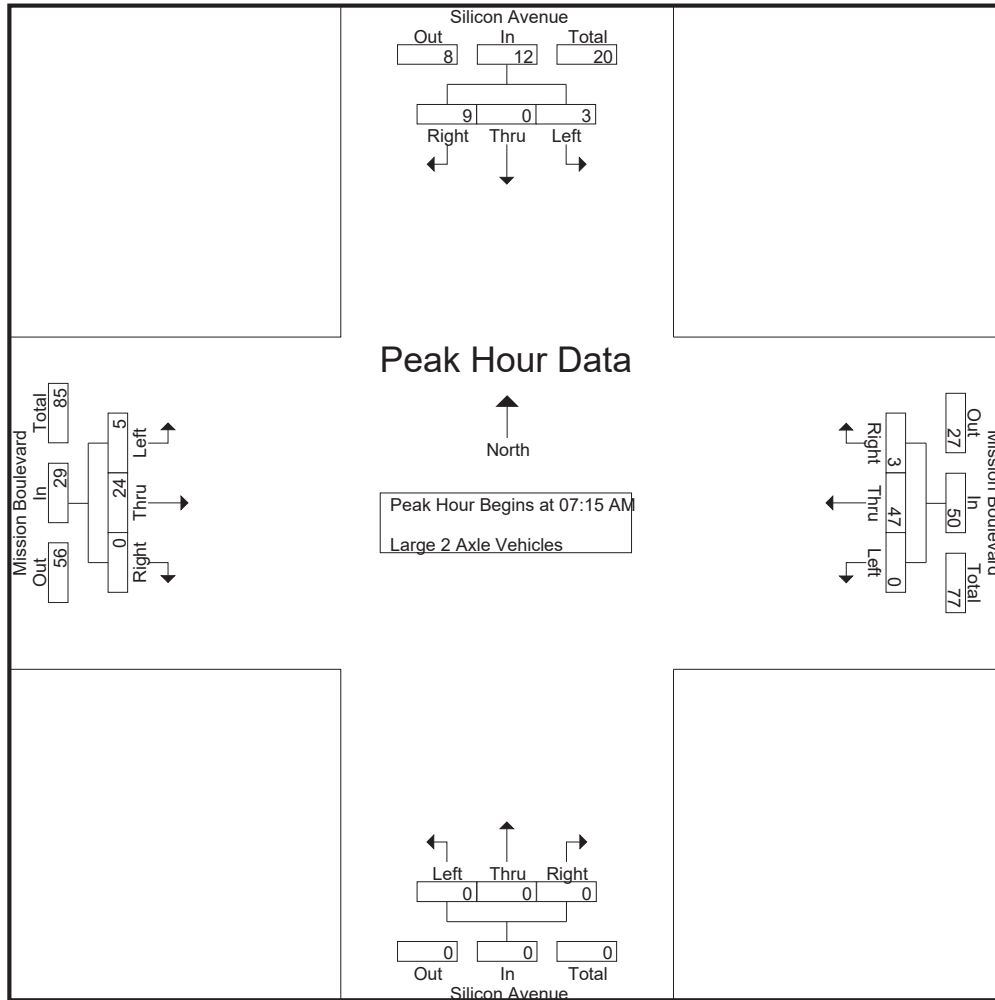 Silicon Avenue
Out In Total
8 12 20
9 0 3
Right Thru Left
Peak Hour Data
North
Peak Hour Begins at 07:15 AM
Large 2 Axle Vehicles
Mission Boulevard
Out In Total
56 29 85
Left Thru Right
5 24 0
Mission Boulevard
Out In Total
27 50 77
Right Thru Left
3 47 0
Left Thru Right
0 0 0
0 0 0
Out In Total
Silicon Avenue